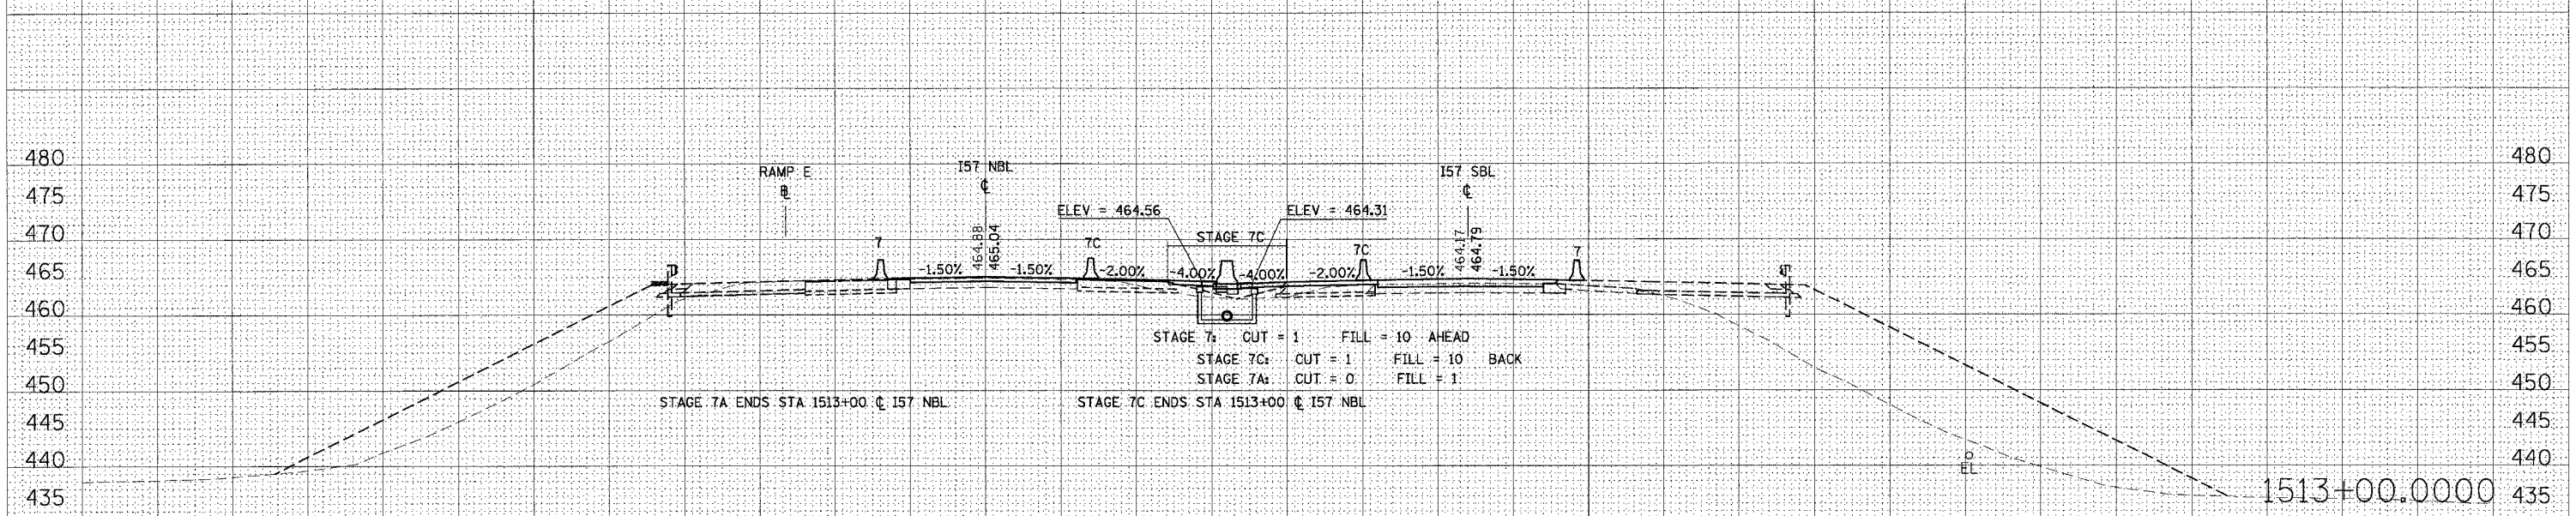 480
480
RAMP E
I57 NBL
I57 SBL
475
475
ELEV = 464.56
ELEV = 464.31
470
470
7
464.88
465.04
7C
STAGE 7C
7C
464.17
464.79
7
465
-1.50%
-1.50%
-2.00%
-4.00%
-4.00%
-2.00%
-1.50%
-1.50%
465
460
460
STAGE 7: CUT = 1 FILL = 10 AHEAD
455
455
STAGE 7C: CUT = 1 FILL = 10 BACK
STAGE 7A: CUT = 0 FILL = 1
450
450
STAGE 7A ENDS STA 1513+00 ℄ I57 NBL
STAGE 7C ENDS STA 1513+00 ℄ I57 NBL
445
445
440
440
EL
435
1513+00.0000
435